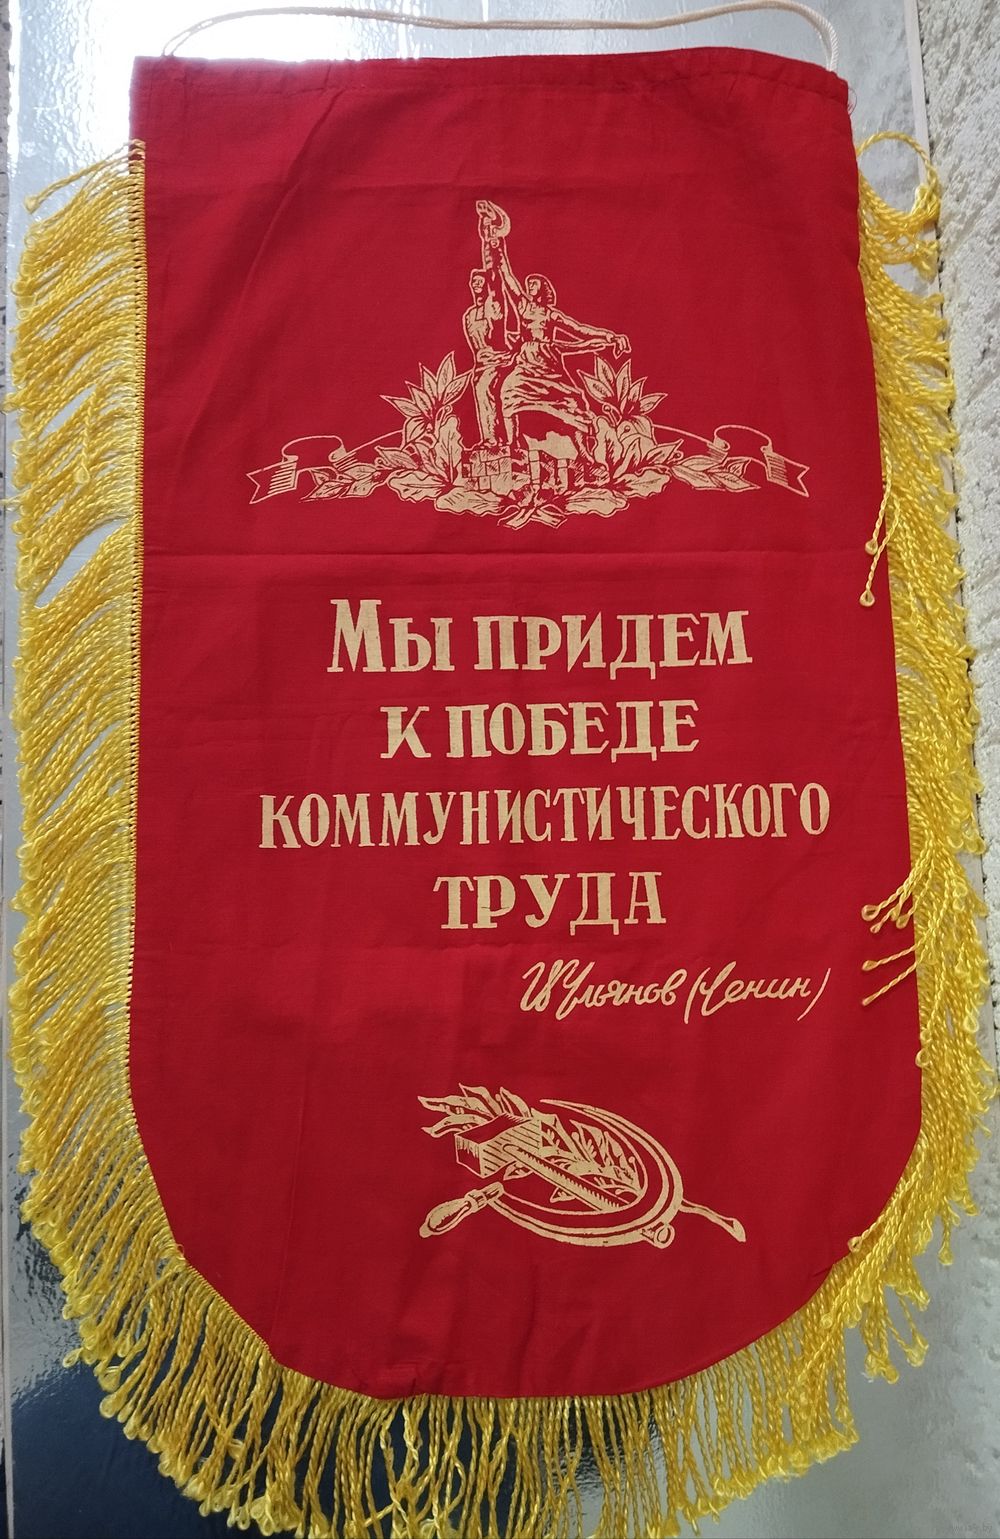 Мы ПРИДЕМ
К ПОБЕДЕ
КОММУНИСТИЧЕСКОГО
ТРУДА
В Ульянов (Ленин)